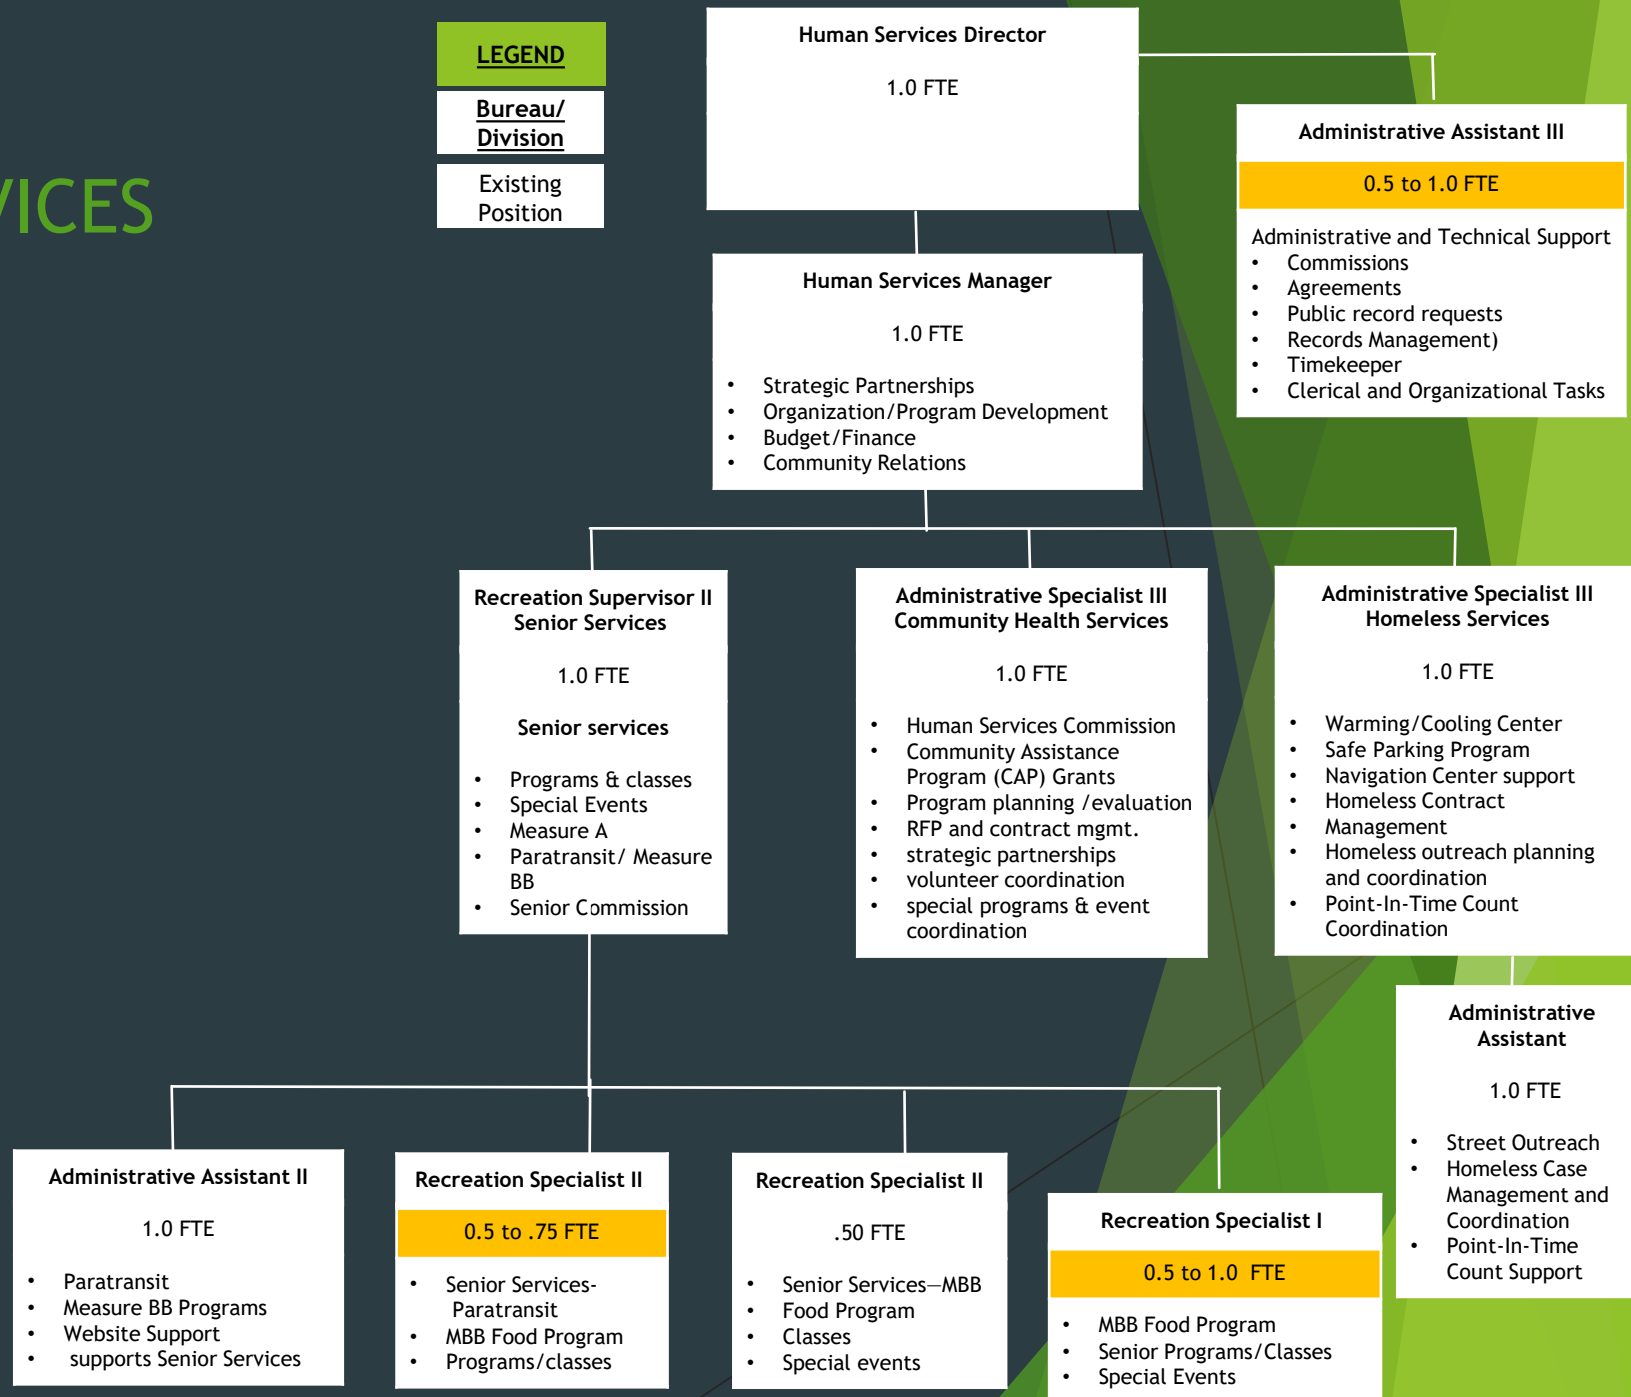 VICES
LEGEND
Bureau/
Division
Existing
Position
Human Services Director
1.0 FTE
Administrative Assistant III
0.5 to 1.0 FTE
Administrative and Technical Support
• Commissions
• Agreements
• Public record requests
• Records Management)
• Timekeeper
• Clerical and Organizational Tasks
Human Services Manager
1.0 FTE
• Strategic Partnerships
• Organization/Program Development
• Budget/Finance
• Community Relations
Recreation Supervisor II
Senior Services
1.0 FTE
Senior services
• Programs & classes
• Special Events
• Measure A
• Paratransit/ Measure
BB
• Senior Commission
Administrative Specialist III
Community Health Services
1.0 FTE
• Human Services Commission
• Community Assistance
Program (CAP) Grants
• Program planning /evaluation
• RFP and contract mgmt.
• strategic partnerships
• volunteer coordination
• special programs & event
coordination
Administrative Specialist III
Homeless Services
1.0 FTE
• Warming/Cooling Center
• Safe Parking Program
• Navigation Center support
• Homeless Contract
• Management
• Homeless outreach planning
and coordination
• Point-In-Time Count
Coordination
Administrative
Assistant
1.0 FTE
• Street Outreach
• Homeless Case
Management and
Coordination
• Point-In-Time
Count Support
Administrative Assistant II
1.0 FTE
• Paratransit
• Measure BB Programs
• Website Support
• supports Senior Services
Recreation Specialist II
0.5 to .75 FTE
• Senior Services-
Paratransit
• MBB Food Program
• Programs/classes
Recreation Specialist II
.50 FTE
• Senior Services—MBB
• Food Program
• Classes
• Special events
Recreation Specialist I
0.5 to 1.0 FTE
• MBB Food Program
• Senior Programs/Classes
• Special Events